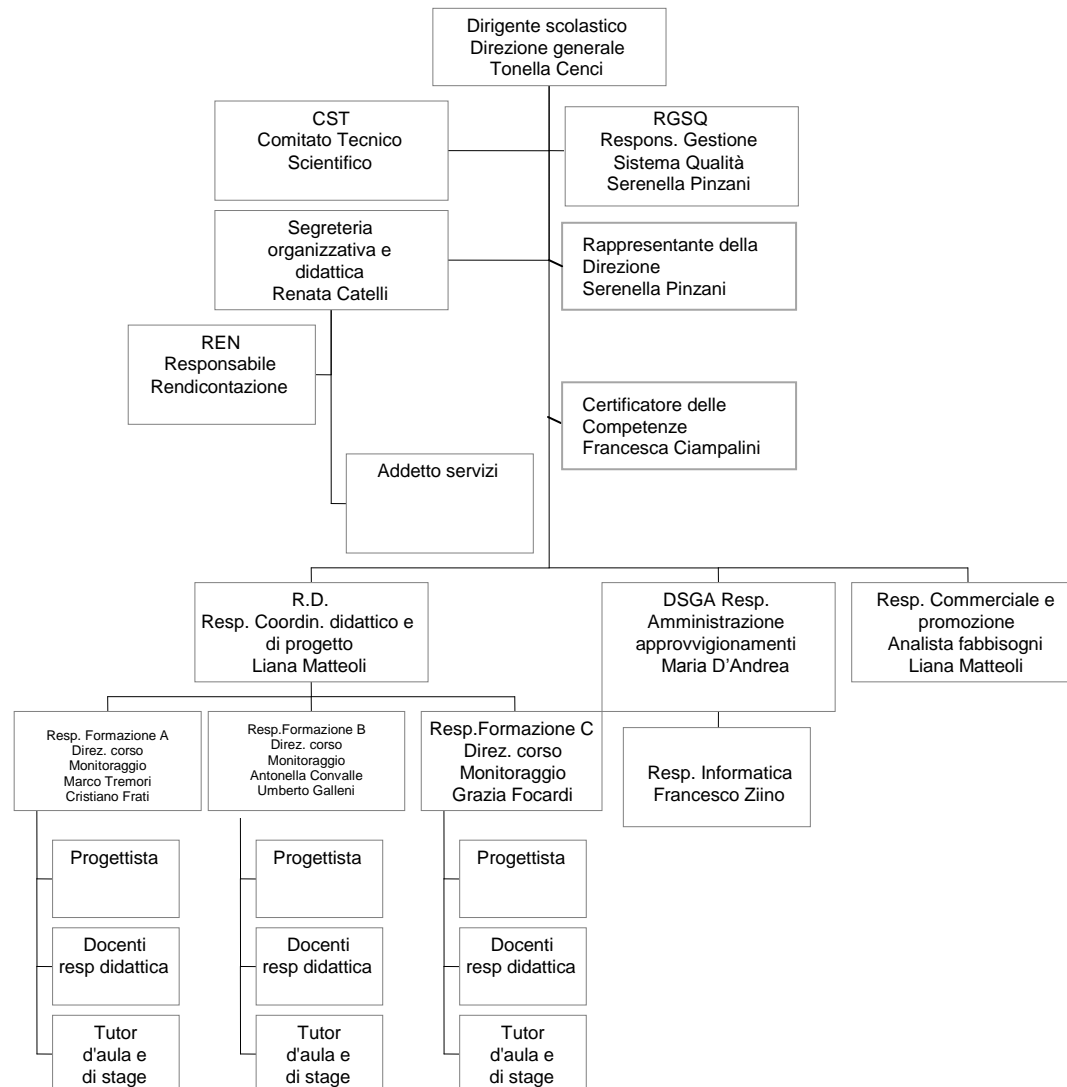 Dirigente scolastico
Direzione generale
Tonella Cenci
CST
Comitato Tecnico
Scientifico
RGSQ
Respons. Gestione
Sistema Qualità
Serenella Pinzani
Segreteria
organizzativa e
didattica
Renata Catelli
Rappresentante della
Direzione
Serenella Pinzani
REN
Responsabile
Rendicontazione
Certificatore delle
Competenze
Francesca Ciampalini
Addetto servizi
R.D.
Resp. Coordin. didattico e
di progetto
Liana Matteoli
DSGA Resp.
Amministrazione
approvvigionamenti
Maria D’Andrea
Resp. Commerciale e
promozione
Analista fabbisogni
Liana Matteoli
Resp. Formazione A
Direz. corso
Monitoraggio
Marco Tremori
Cristiano Frati
Resp.Formazione B
Direz. corso
Monitoraggio
Antonella Convalle
Umberto Galleni
Resp.Formazione C
Direz. corso
Monitoraggio
Grazia Focardi
Resp. Informatica
Francesco Ziino
Progettista
Progettista
Progettista
Docenti
resp didattica
Docenti
resp didattica
Docenti
resp didattica
Tutor
d'aula e
di stage
Tutor
d'aula e
di stage
Tutor
d'aula e
di stage